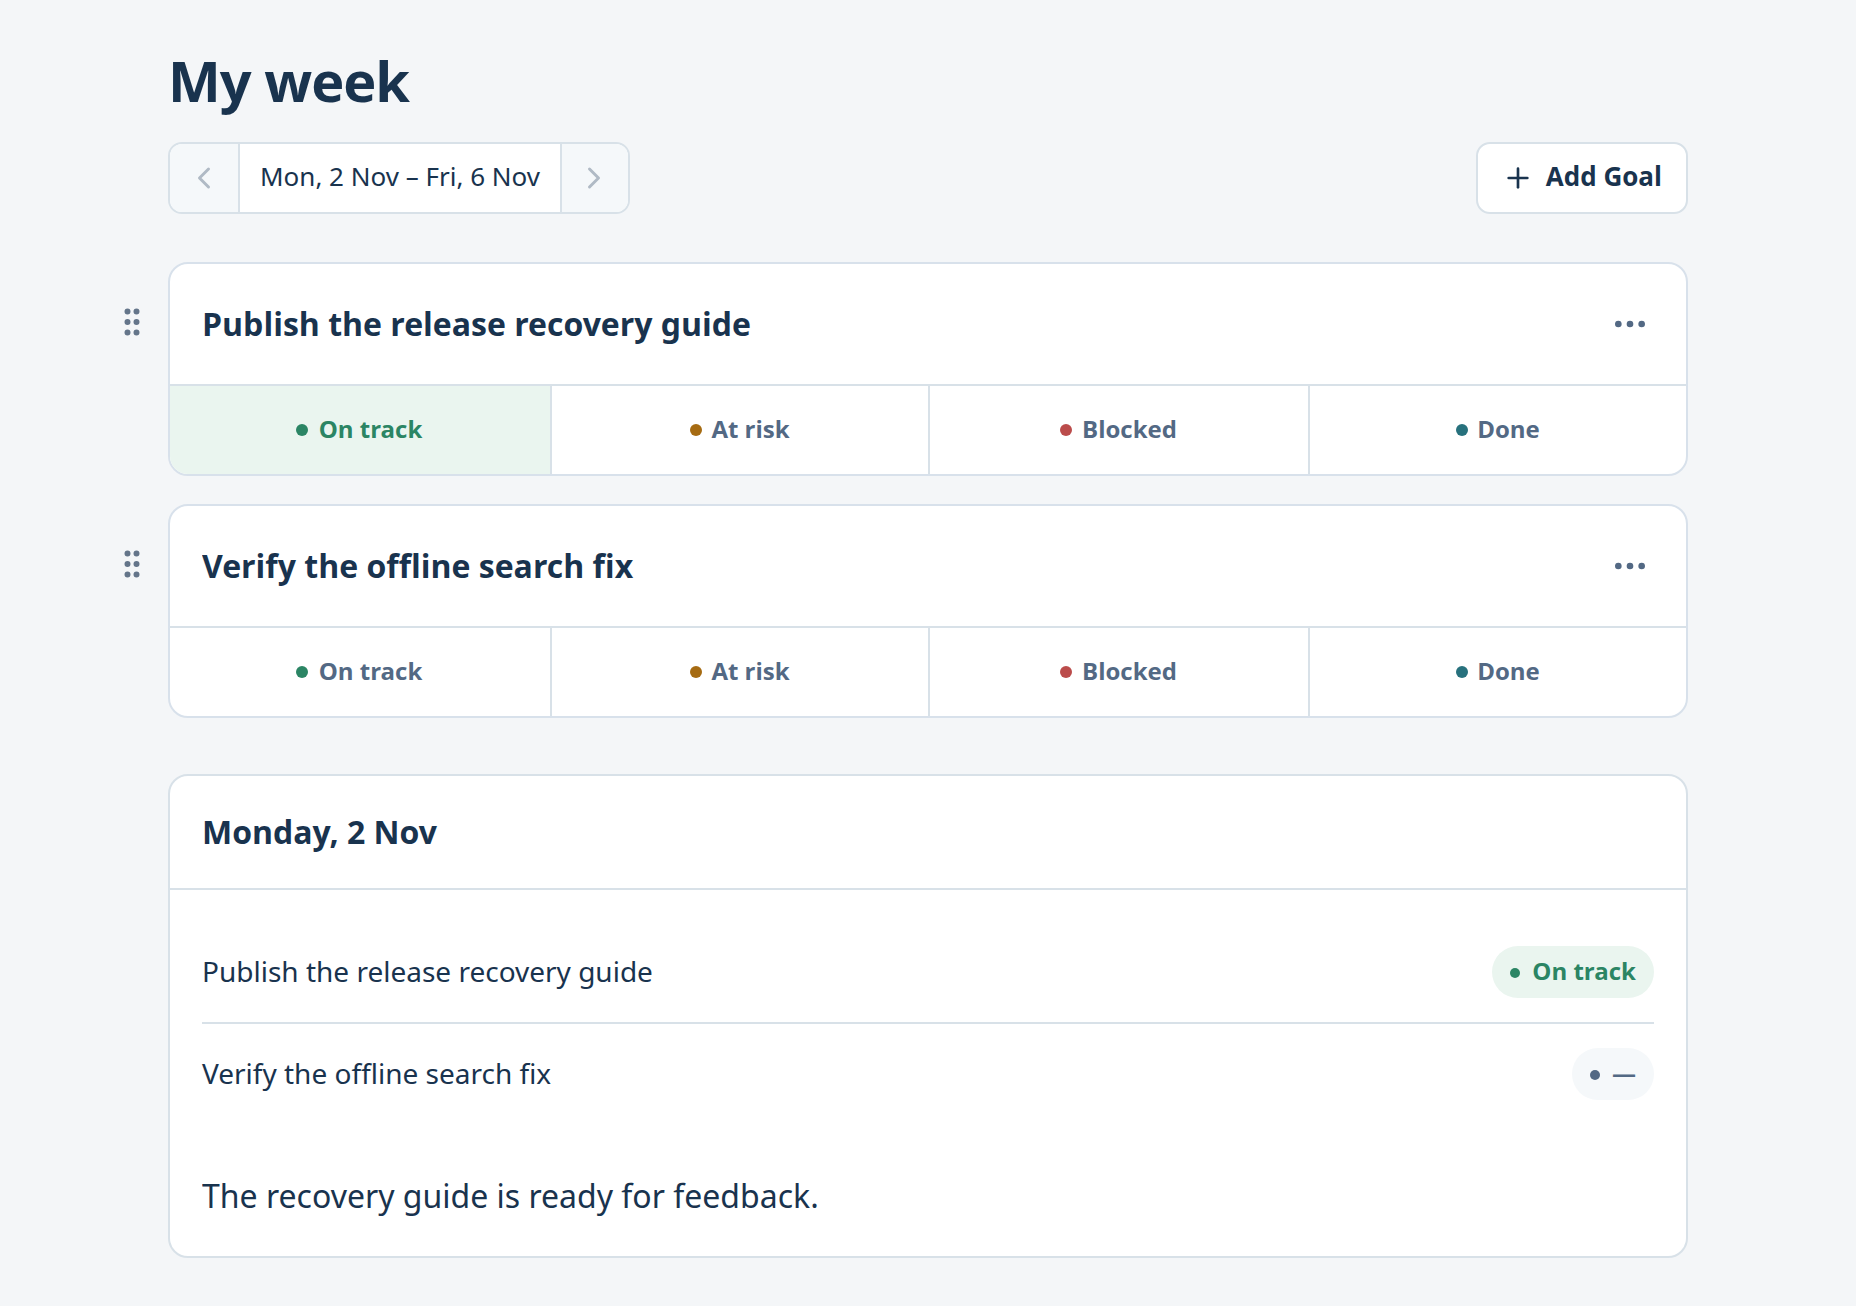 My week
Mon, 2 Nov – Fri, 6 Nov
Add Goal
Publish the release recovery guide
On track
At risk
Blocked
Done
Verify the offline search fix
On track
At risk
Blocked
Done
Monday, 2 Nov
Publish the release recovery guide
On track
Verify the offline search fix
—
The recovery guide is ready for feedback.